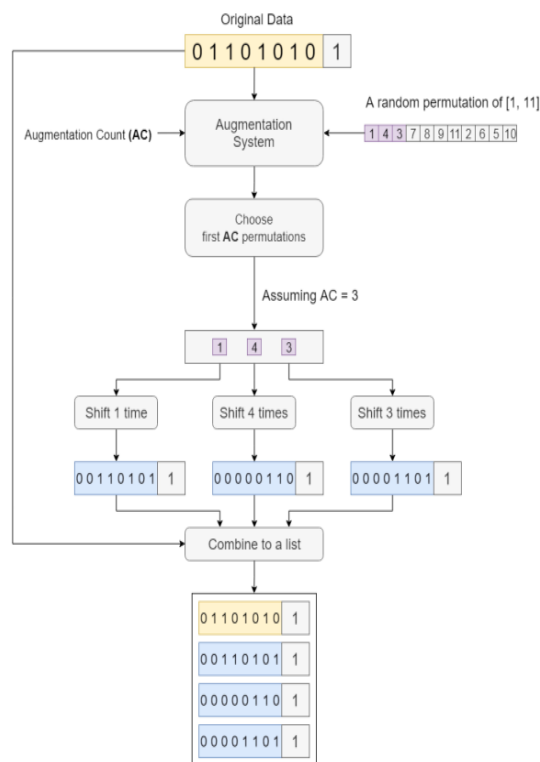 Original Data
0 1 1 0 1 0 1 0 1
A random permutation of [1, 11]
Augmentation Count (AC)
Augmentation
System
1 4 3 7 8 9 11 2 6 5 10
Choose
first AC permutations
Assuming AC = 3
1 4 3
Shift 1 time Shift 4 times Shift 3 times
0 0 1 1 0 1 0 1 1 0 0 0 0 0 1 1 0 1 0 0 0 0 1 1 0 1 1
Combine to a list
0 1 1 0 1 0 1 0 1
0 0 1 1 0 1 0 1 1
0 0 0 0 0 1 1 0 1
0 0 0 0 1 1 0 1 1